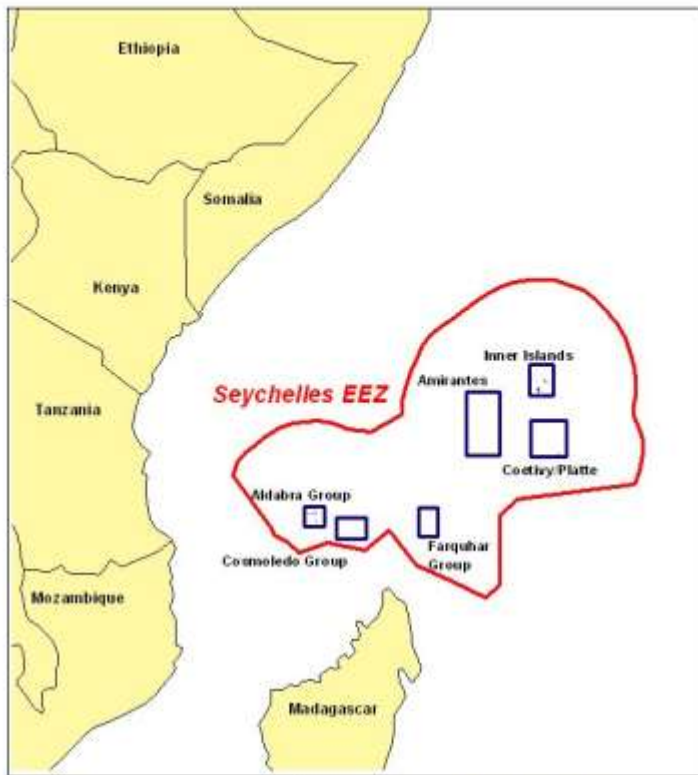 Ethiopia
Somalia
Kenya
Inner Islands
Amirantes
Seychelles EEZ
Tanzania
Coetivy/Platte
Aldabra Group
Cosmoledo Group
Farquhar
Group
Mozambique
Madagascar